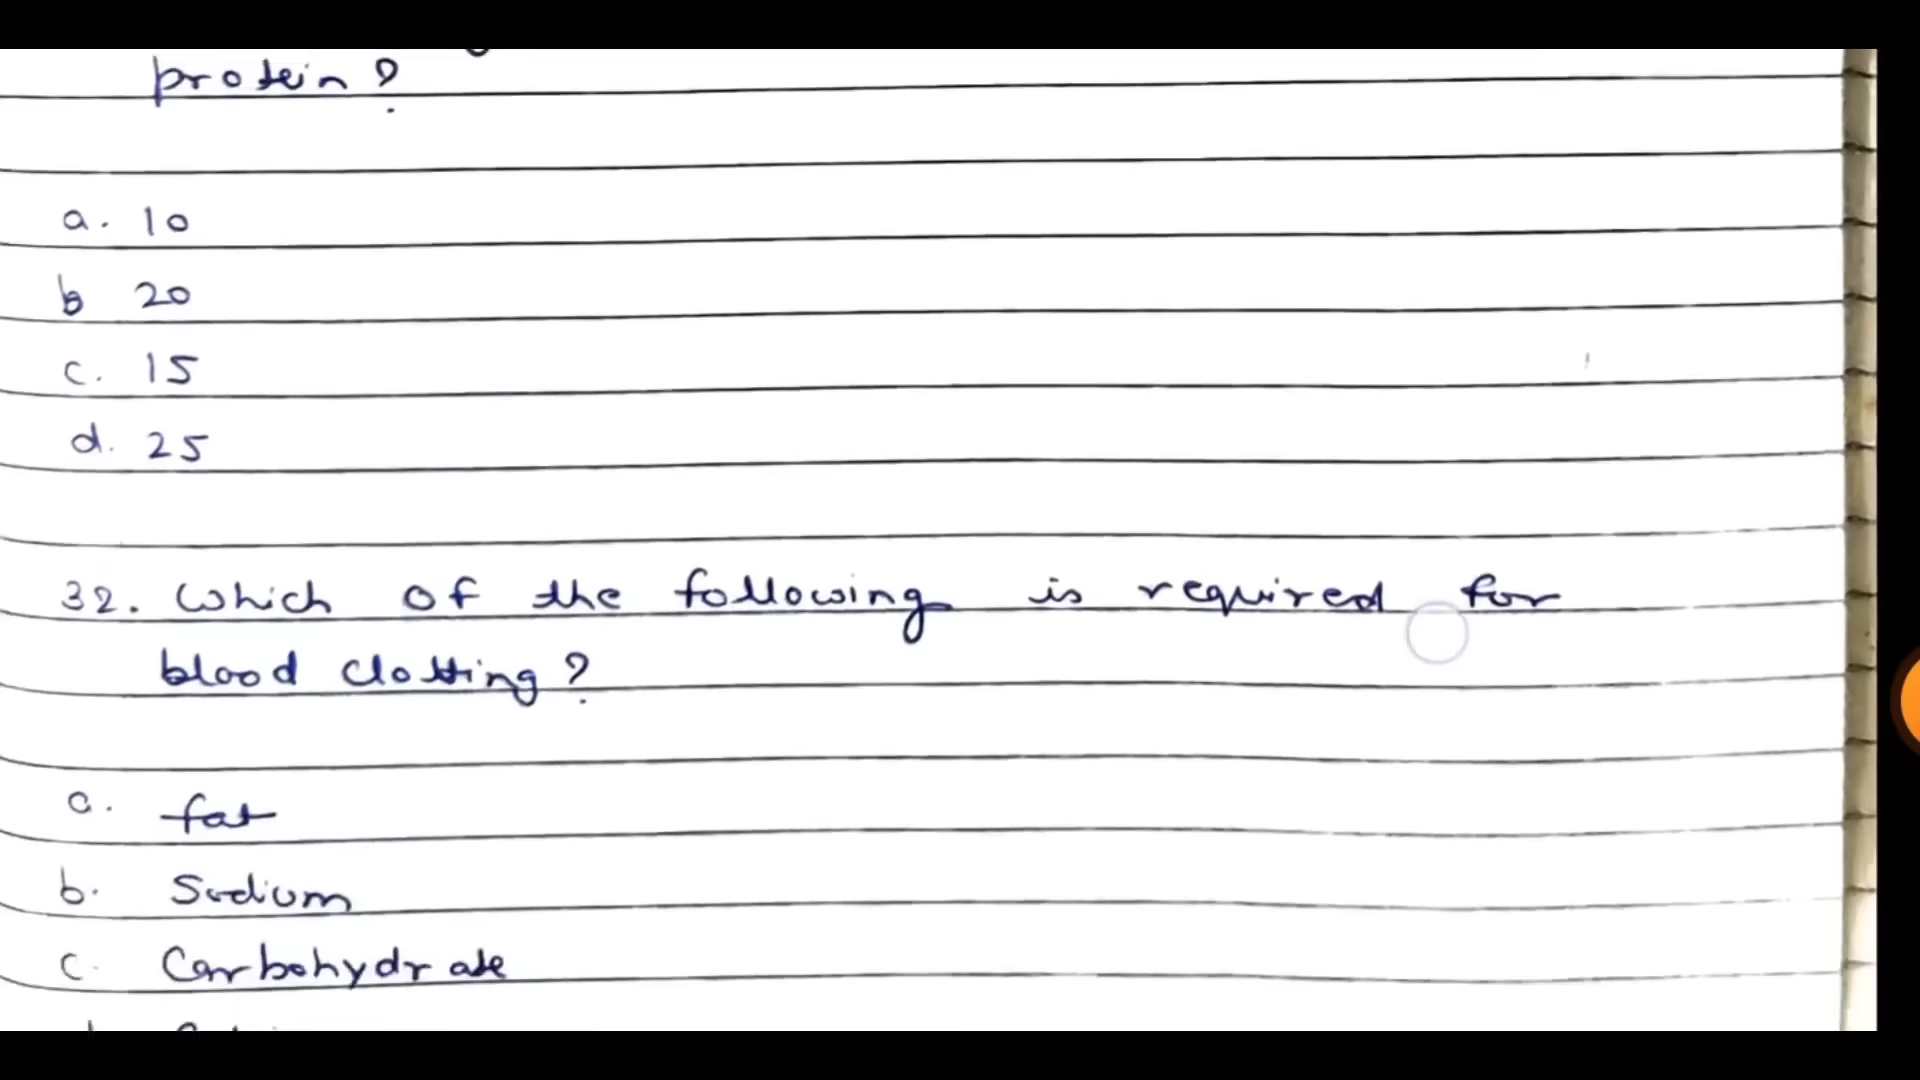 protein?
a. 10
b 20
c. 15
d. 25
32. Which of the following is required for
blood clotting?
a. fat
b. Sodium
c. Carbohydrate